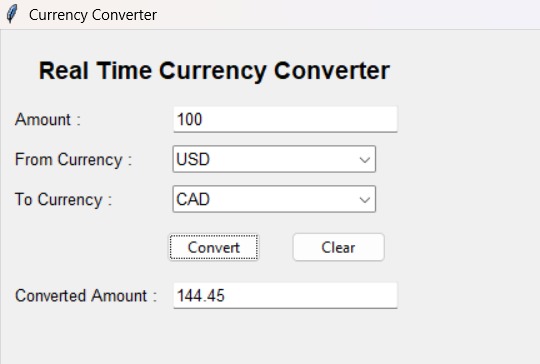 Currency Converter
Real Time Currency Converter
Amount : 100
From Currency : USD
To Currency : CAD
Convert Clear
Converted Amount : 144.45